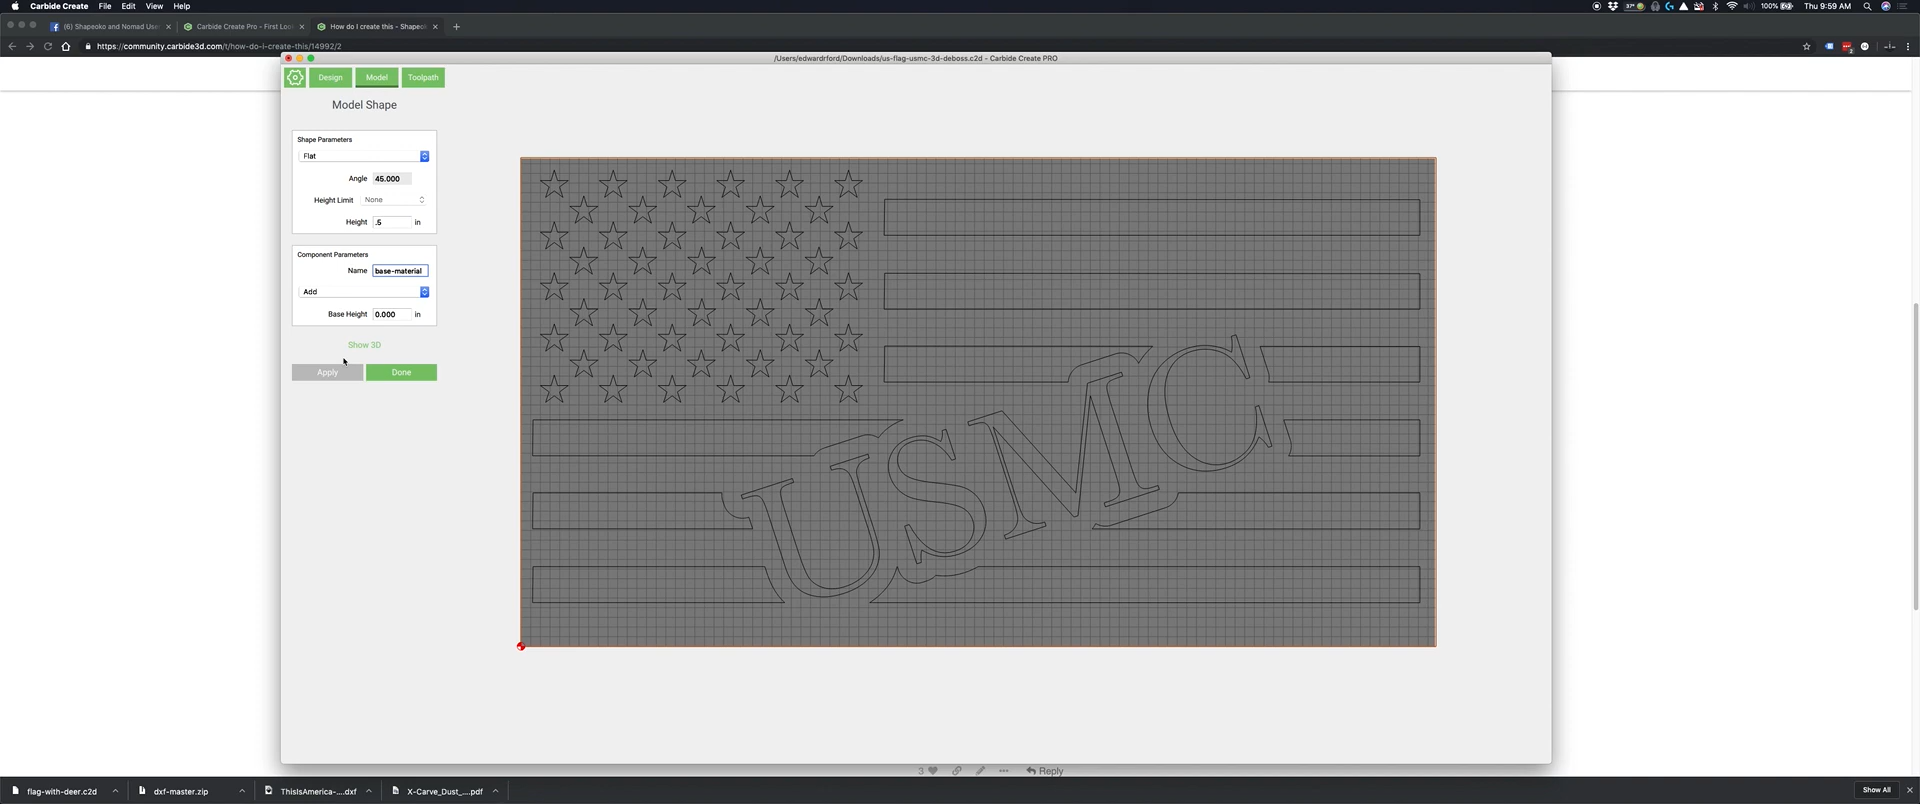 Carbide Create File Edit View Help
37° 100% Thu 9:59 AM
(6) Shapeoko and Nomad Use
Carbide Create Pro - First Loo
How do I create this - Shapeok
https://community.carbide3d.com/t/how-do-i-create-this/14992/2
/Users/edwardrford/Downloads/us-flag-usmc-3d-deboss.c2d - Carbide Create PRO
Design Model Toolpath
Model Shape
Shape Parameters
Flat
Angle 45.000
Height Limit None
Height .5 in
Component Parameters
Name base-material
Add
Base Height 0.000 in
Show 3D
Apply Done
USMC
3 Reply
flag-with-deer.c2d
dxf-master.zip
ThisIsAmerica-....dxf
X-Carve_Dust_....pdf
Show All